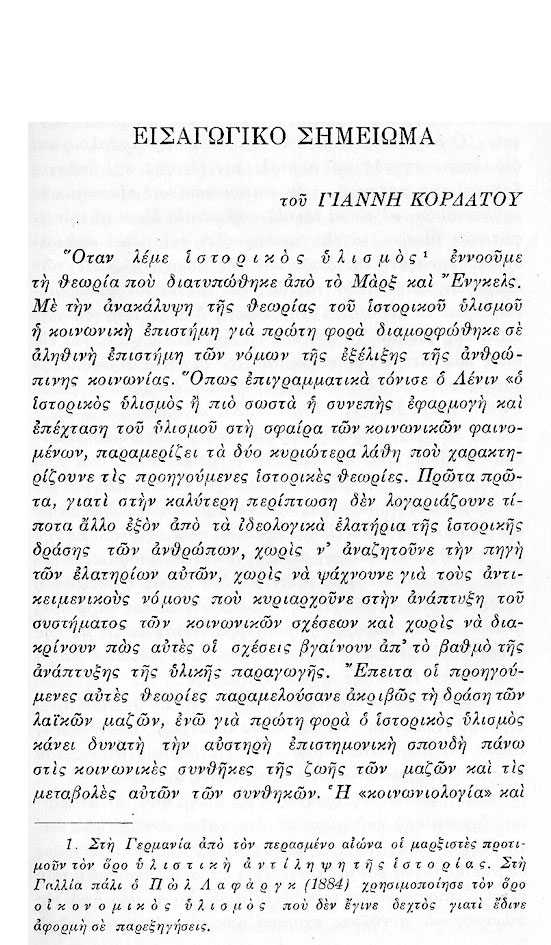 ΕΙΣΑΓΩΓΙΚΟ ΣΗΜΕΙΩΜΑ
τοῦ ΓΙΑΝΝΗ ΚΟΡΔΑΤΟΥ
Ὅταν λέμε ἱστορικὸς ὑλισμὸς¹ ἐννοοῦμε
τὴ θεωρία ποὺ διατυπώθηκε ἀπὸ τὸ Μὰρξ καὶ Ἔνγκελς.
Μὲ τὴν ἀνακάλυψη τῆς θεωρίας τοῦ ἱστορικοῦ ὑλισμοῦ
ἡ κοινωνικὴ ἐπιστήμη γιὰ πρώτη φορὰ διαμορφώθηκε σὲ
ἀληθινὴ ἐπιστήμη τῶν νόμων τῆς ἐξέλιξης τῆς ἀνθρώ-
πινης κοινωνίας. Ὅπως ἐπιγραμματικὰ τόνισε ὁ Λένιν «ὁ
ἱστορικὸς ὑλισμὸς ἢ πιὸ σωστὰ ἡ συνεπὴς ἐφαρμογὴ καὶ
ἐπέχταση τοῦ ὑλισμοῦ στὴ σφαίρα τῶν κοινωνικῶν φαινο-
μένων, παραμερίζει τὰ δύο κυριώτερα λάθη ποὺ χαρακτη-
ρίζουνε τὶς προηγούμενες ἱστορικὲς θεωρίες. Πρῶτα πρῶ-
τα, γιατὶ στὴν καλύτερη περίπτωση δὲν λογαριάζουνε τί-
ποτα ἄλλο ἐξὸν ἀπὸ τὰ ἰδεολογικὰ ἐλατήρια τῆς ἱστορικῆς
δράσης τῶν ἀνθρώπων, χωρὶς ν' ἀναζητοῦνε τὴν πηγὴ
τῶν ἐλατηρίων αὐτῶν, χωρὶς νὰ ψάχνουνε γιὰ τοὺς ἀντι-
κειμενικοὺς νόμους ποὺ κυριαρχοῦνε στὴν ἀνάπτυξη τοῦ
συστήματος τῶν κοινωνικῶν σχέσεων καὶ χωρὶς νὰ δια-
κρίνουν πὼς αὐτὲς οἱ σχέσεις βγαίνουν ἀπ' τὸ βαθμὸ τῆς
ἀνάπτυξης τῆς ὑλικῆς παραγωγῆς. Ἔπειτα οἱ προηγού-
μενες αὐτὲς θεωρίες παραμελούσανε ἀκριβῶς τὴ δράση τῶν
λαϊκῶν μαζῶν, ἐνῶ γιὰ πρώτη φορὰ ὁ ἱστορικὸς ὑλισμὸς
κάνει δυνατὴ τὴν αὐστηρὴ ἐπιστημονικὴ σπουδὴ πάνω
στὶς κοινωνικὲς συνθῆκες τῆς ζωῆς τῶν μαζῶν καὶ τὶς
μεταβολὲς αὐτῶν τῶν συνθηκῶν. Ἡ «κοινωνιολογία» καὶ
1. Στὴ Γερμανία ἀπὸ τὸν περασμένο αἰώνα οἱ μαρξιστὲς προτι-
μοῦν τὸν ὅρο ὑλιστικὴ ἀντίληψη τῆς ἱστορίας. Στὴ
Γαλλία πάλι ὁ Πὼλ Λαφὰργκ (1884) χρησιμοποίησε τὸν ὅρο
οἰκονομικὸς ὑλισμὸς ποὺ δὲν ἔγινε δεχτὸς γιατὶ ἔδινε
ἀφορμὴ σὲ παρεξηγήσεις.